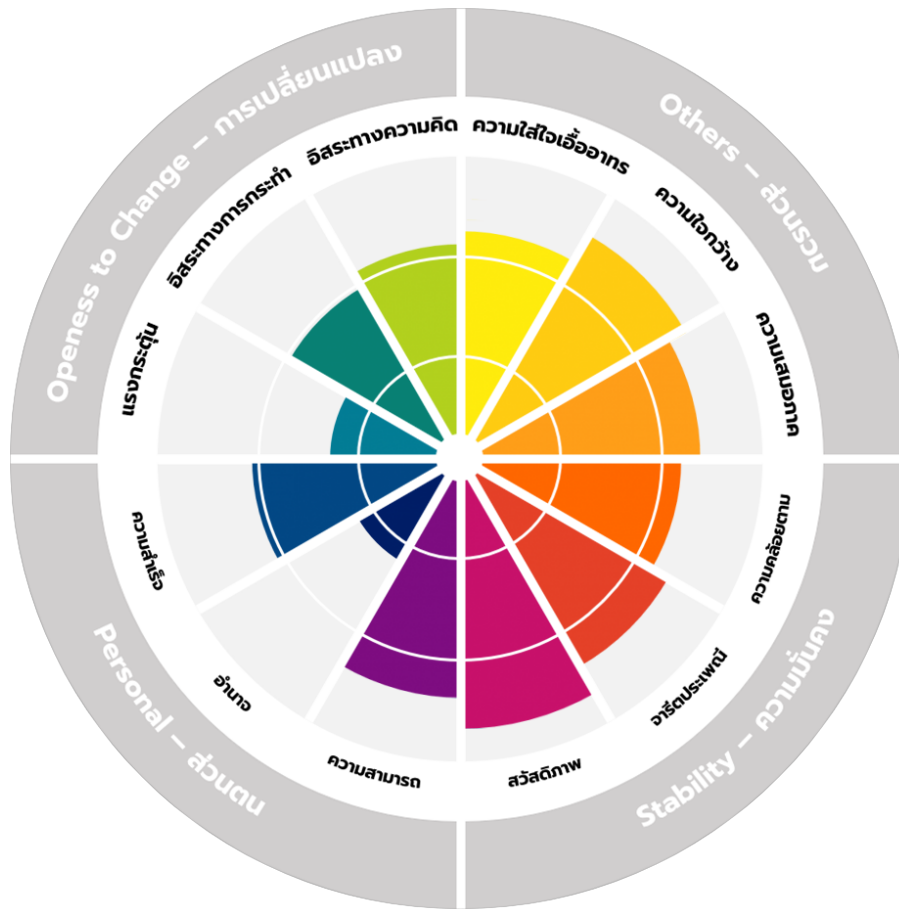 Openess to Change – การเปลี่ยนแปลง
Others – ส่วนรวม
อิสระทางความคิด
ความใส่ใจเอื้ออาทร
อิสระทางการกระทำ
ความใจกว้าง
แรงกระตุ้น
ความเสมอภาค
ความสำเร็จ
ความคล้อยตาม
อำนาจ
จารีตประเพณี
ความสามารถ
สวัสดิภาพ
Personal – ส่วนตน
Stability – ความมั่นคง